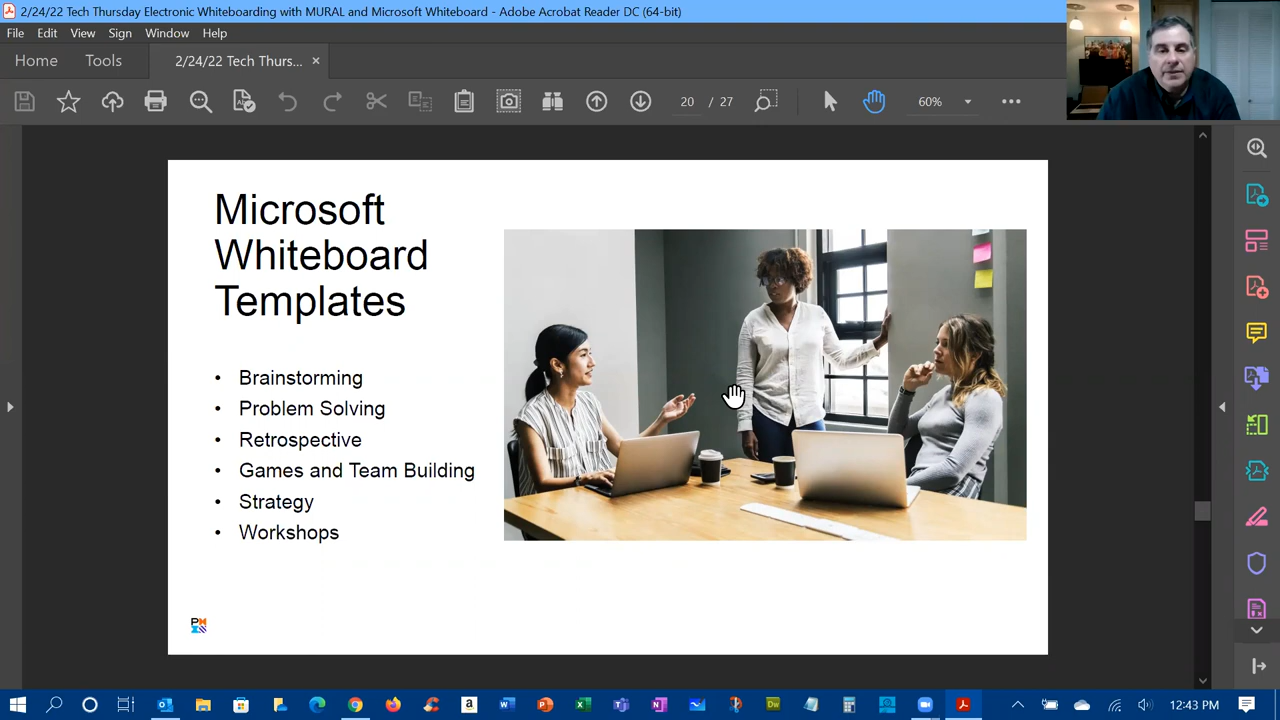 2/24/22 Tech Thursday Electronic Whiteboarding with MURAL and Microsoft Whiteboard - Adobe Acrobat Reader DC (64-bit)
File Edit View Sign Window Help
Home Tools 2/24/22 Tech Thurs... ×
20 / 27 60%
Microsoft
Whiteboard
Templates
• Brainstorming
• Problem Solving
• Retrospective
• Games and Team Building
• Strategy
• Workshops
12:43 PM